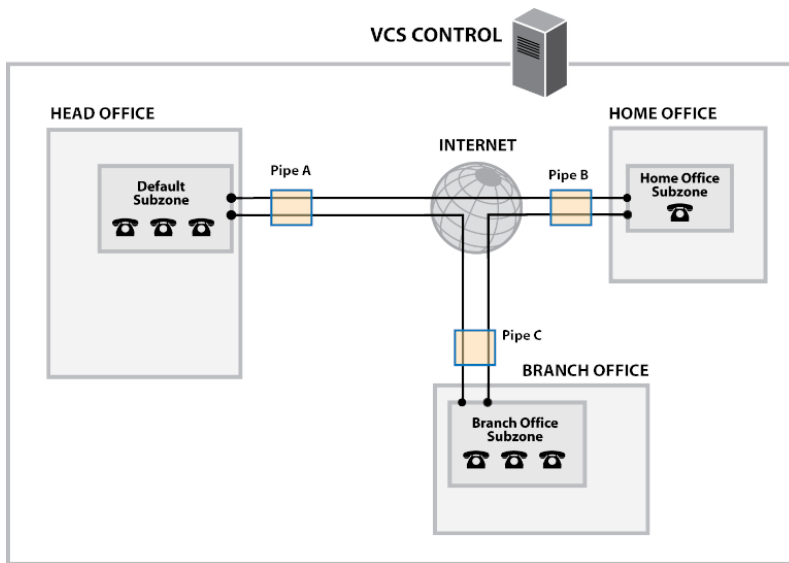 VCS CONTROL
HEAD OFFICE
HOME OFFICE
INTERNET
Pipe A
Pipe B
Default
Subzone
Home Office
Subzone
Pipe C
BRANCH OFFICE
Branch Office
Subzone